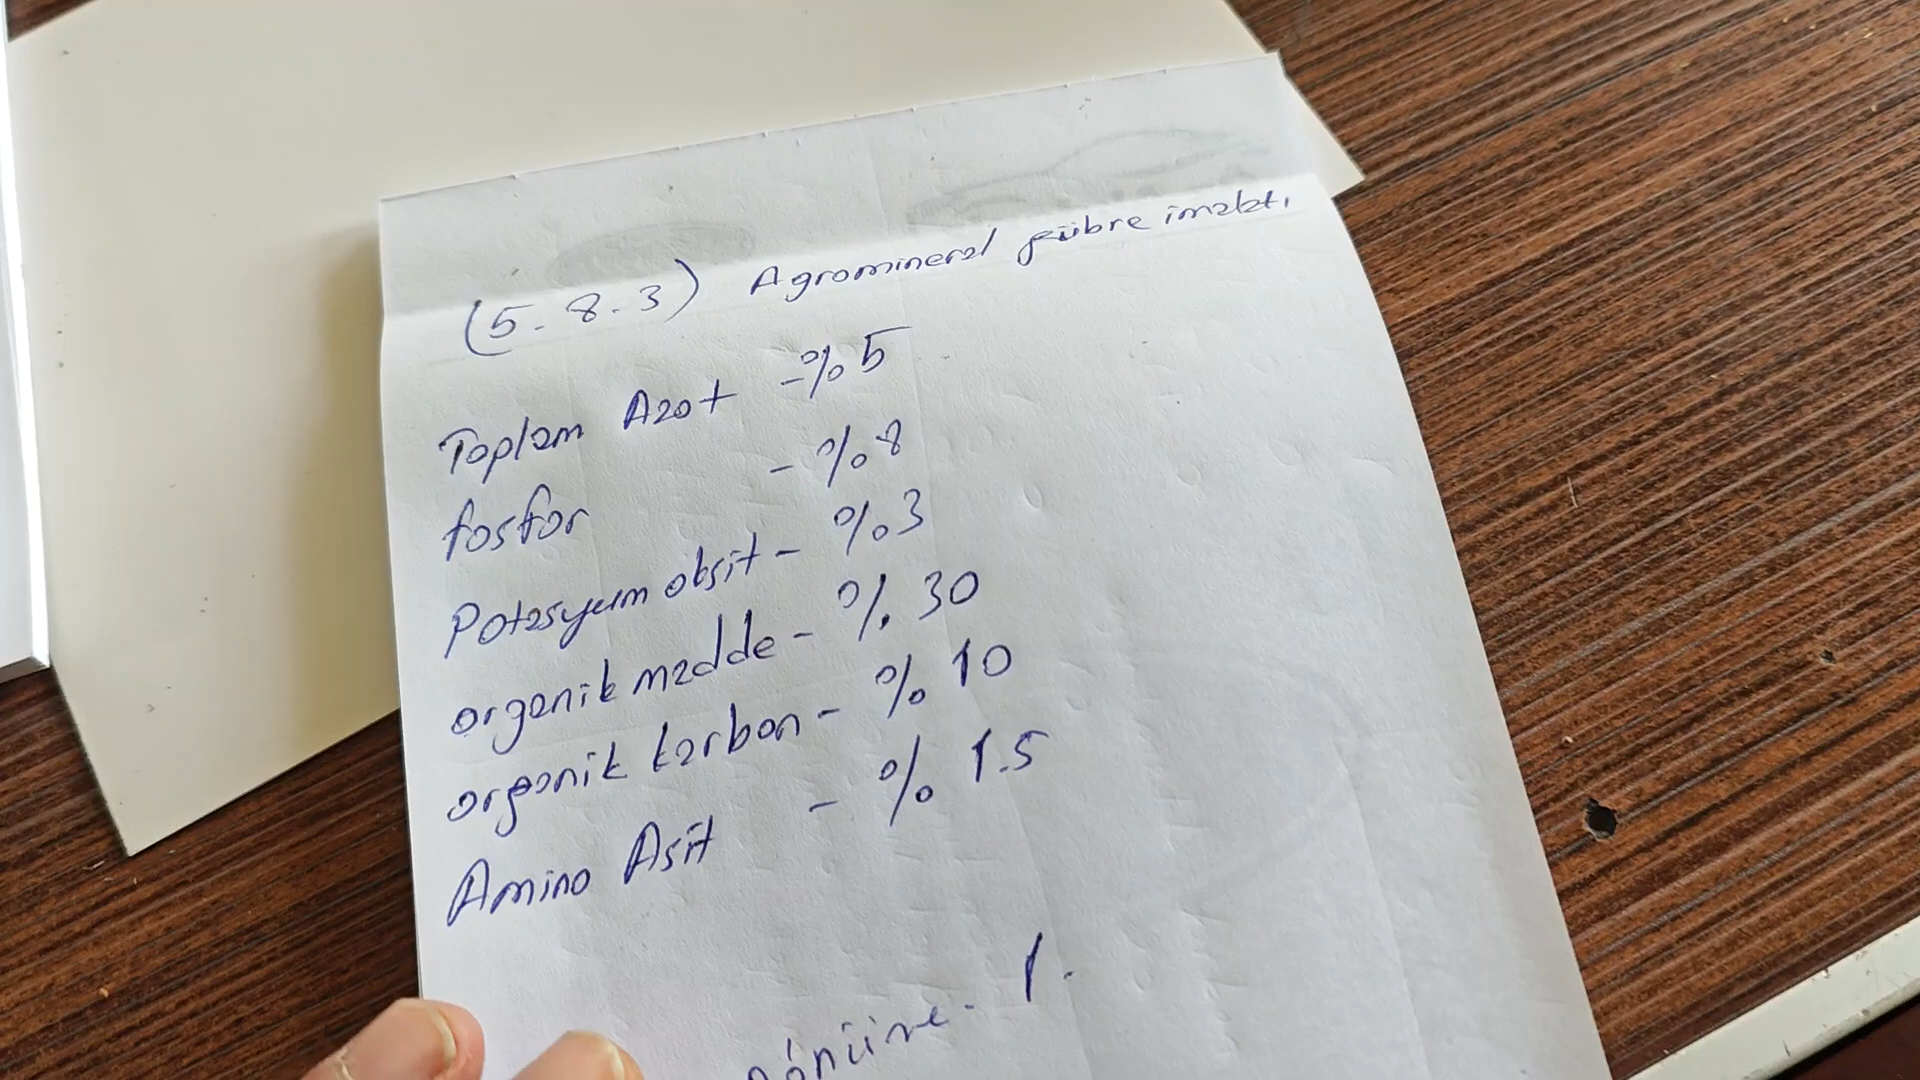 (5-8.3) Agromineral gübre imalatı
Toplam Azot -%5
fosfor - %8
Potasyum oksit - %3
organik madde - %30
organik karbon - %10
Amino Asit - %1.5
1.